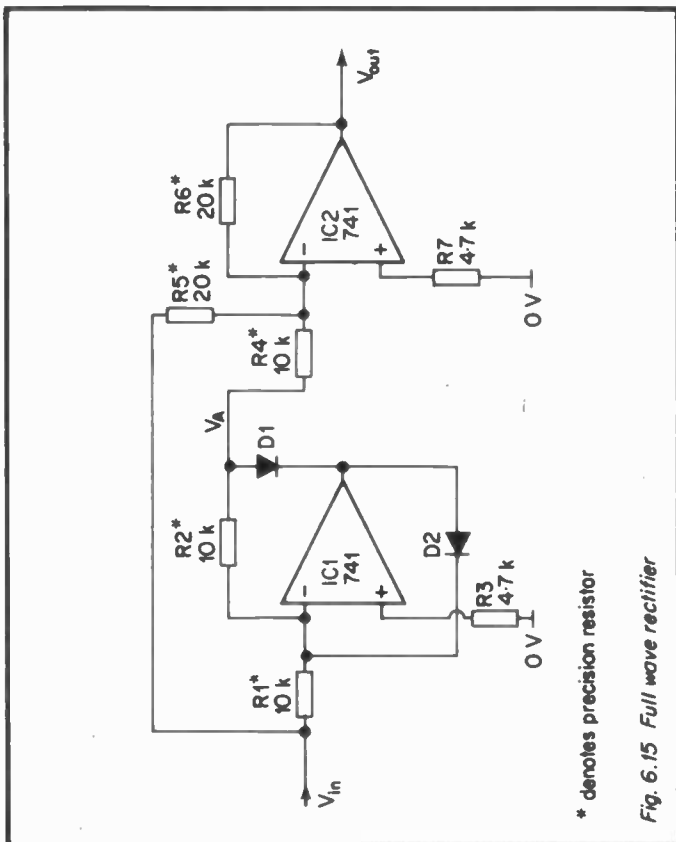 R5*
20 k
R6*
20 k
R2*
10 k
VA
D1
R4*
10 k
Vin
R1*
10 k
-
+
IC1
741
-
+
IC2
741
Vout
D2
R3
4·7 k
0 V
R7
4·7 k
0 V
* denotes precision resistor
Fig. 6.15 Full wave rectifier